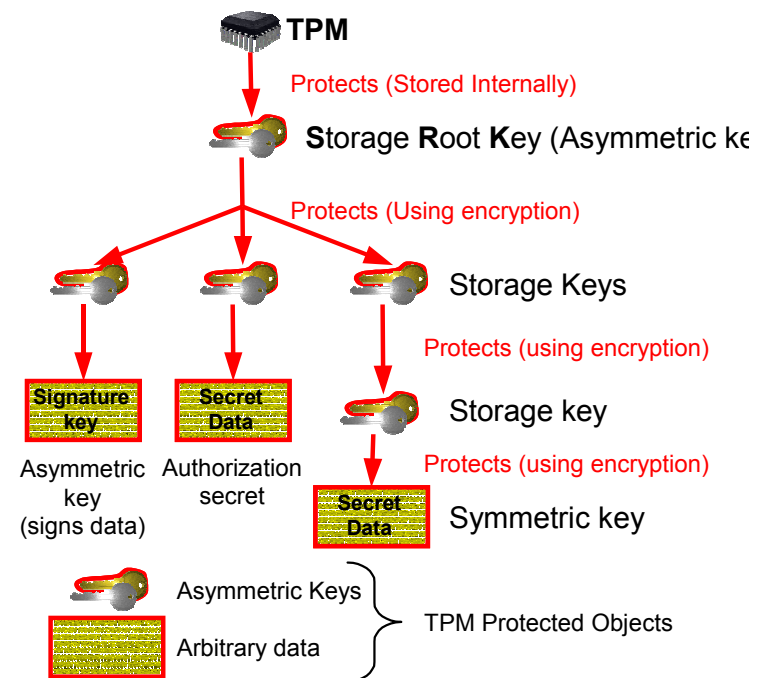 TPM
Protects (Stored Internally)
Storage Root Key (Asymmetric ke
Protects (Using encryption)
Storage Keys
Protects (using encryption)
Signature
key
Secret
Data
Storage key
Asymmetric
key
(signs data)
Authorization
secret
Protects (using encryption)
Secret
Data
Symmetric key
Asymmetric Keys
TPM Protected Objects
Arbitrary data